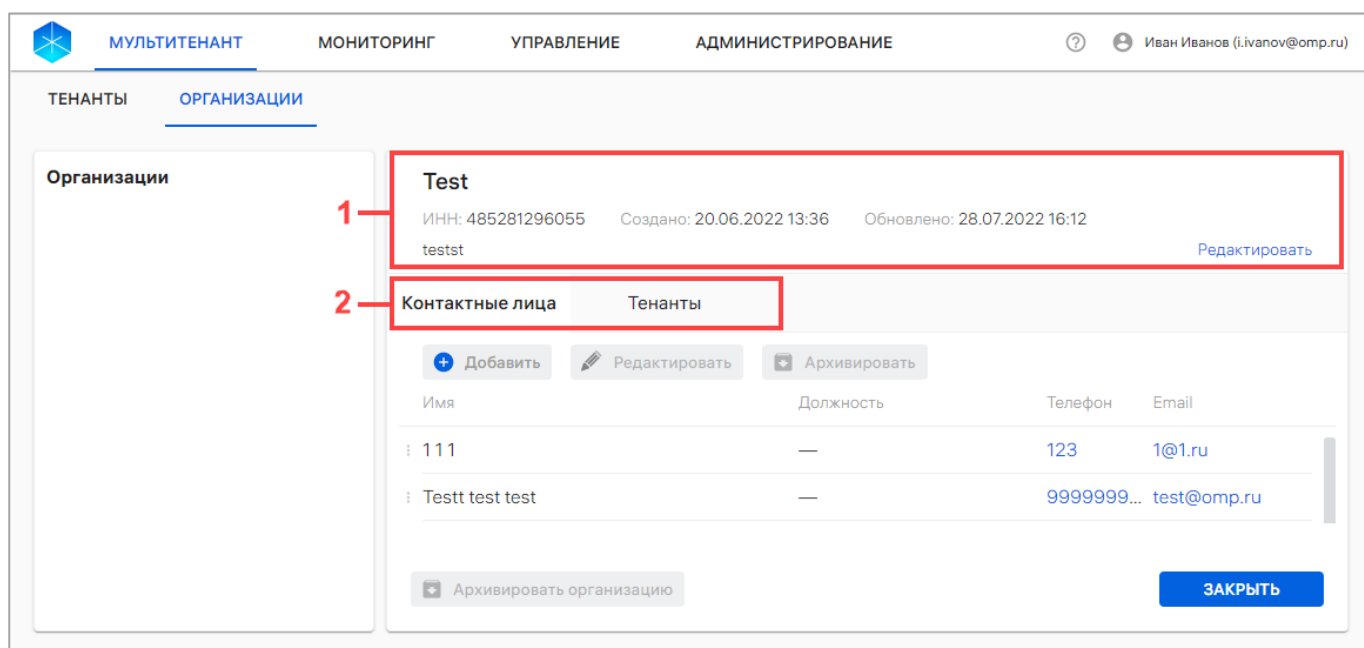 МУЛЬТИТЕНАНТ МОНИТОРИНГ УПРАВЛЕНИЕ АДМИНИСТРИРОВАНИЕ ? Иван Иванов (i.ivanov@omp.ru)
ТЕНАНТЫ ОРГАНИЗАЦИИ
Организации
Test
1
ИНН: 485281296055 Создано: 20.06.2022 13:36 Обновлено: 28.07.2022 16:12
testst
Редактировать
2
Контактные лица Тенанты
Добавить Редактировать Архивировать
Имя Должность Телефон Email
111 — 123 1@1.ru
Testt test test — 9999999... test@omp.ru
Архивировать организацию ЗАКРЫТЬ